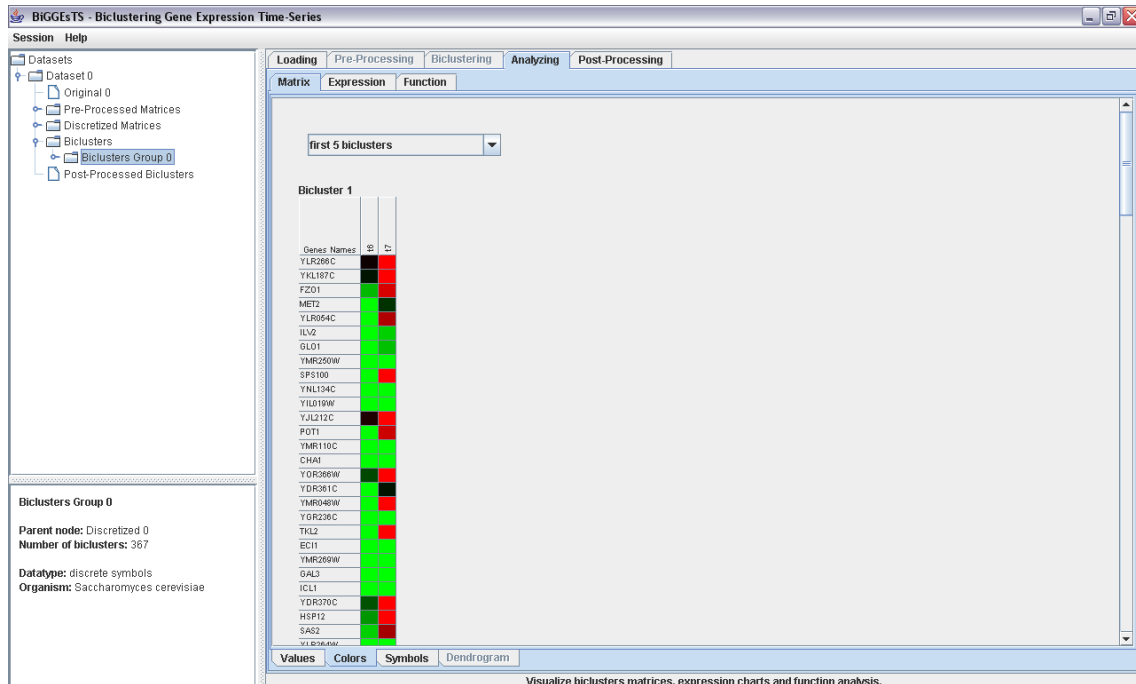 BiGGEsTS - Biclustering Gene Expression Time-Series
Session Help
Datasets
Dataset 0
Original 0
Pre-Processed Matrices
Discretized Matrices
Biclusters
Biclusters Group 0
Post-Processed Biclusters
Biclusters Group 0
Parent node: Discretized 0
Number of biclusters: 367
Datatype: discrete symbols
Organism: Saccharomyces cerevisiae
Loading Pre-Processing Biclustering Analyzing Post-Processing
Matrix Expression Function
first 5 biclusters
Bicluster 1
Genes Names t6 t7
YLR266C
YKL187C
FZO1
MET2
YLR054C
ILV2
GLO1
YMR250W
SPS100
YNL134C
YIL019W
YJL212C
POT1
YMR110C
CHA1
YOR366W
YDR361C
YMR048W
YGR236C
TKL2
ECI1
YMR269W
GAL3
ICL1
YDR370C
HSP12
SAS2
Values Colors Symbols Dendrogram
Visualize biclusters matrices, expression charts and function analysis.